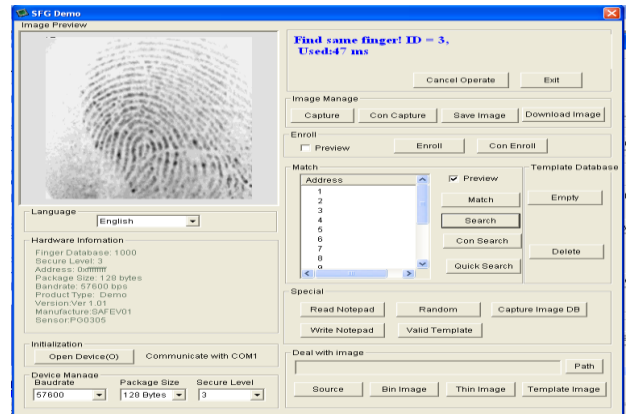 SFG Demo
Image Preview
Find same finger! ID = 3,
Used:47 ms
Cancel Operate
Exit
Image Manage
Capture
Con Capture
Save Image
Download Image
Enroll
Preview
Enroll
Con Enroll
Match
Template Database
Address
1
2
3
4
5
6
7
8
9
Preview
Match
Search
Con Search
Quick Search
Empty
Delete
Language
English
Hardware Infomation
Finger Database: 1000
Secure Level: 3
Address: 0xffffffff
Package Size: 128 bytes
Bandrate: 57600 bps
Product Type: Demo
Version:Ver 1.01
Manufacture:SAFEV01
Sensor:PO0305
Special
Read Notepad
Random
Capture Image DB
Write Notepad
Valid Template
Initialization
Open Device(O)
Communicate with COM1
Deal with image
Path
Source
Bin Image
Thin Image
Template Image
Device Manage
Baudrate
Package Size
Secure Level
57600
128 Bytes
3